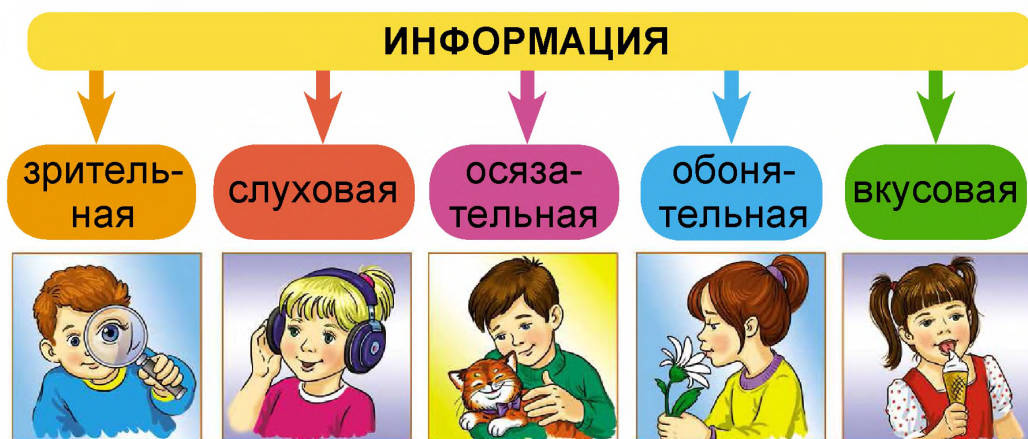 ИНФОРМАЦИЯ
зритель-
ная
слуховая
осяза-
тельная
обоня-
тельная
вкусовая